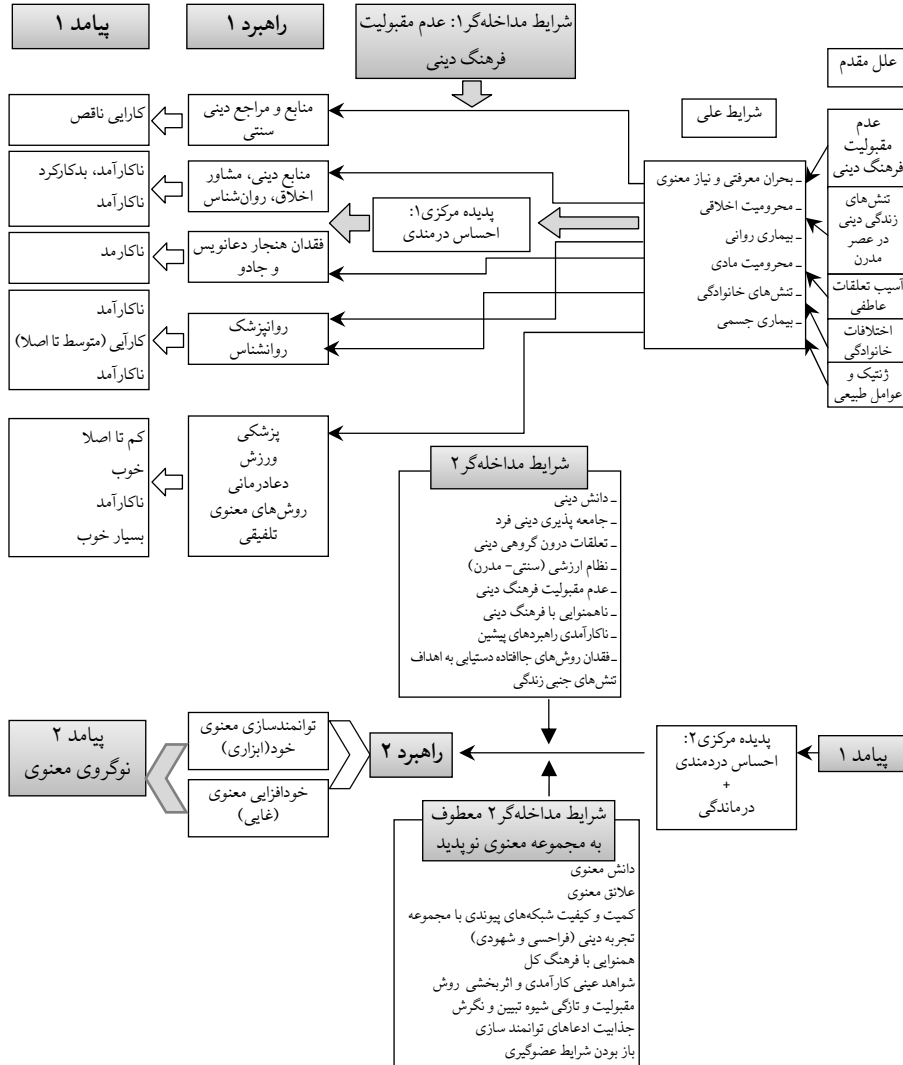 علل مقدم
عدم
مقبولیت
فرهنگ دینی
تنش‌های
زندگی دینی
در عصر
مدرن
آسیب تعلقات
عاطفی
اختلافات
خانوادگی
ژنتیک و
عوامل طبیعی
شرایط علی
ـ بحران معرفتی و نیاز معنوی
ـ محرومیت اخلاقی
ـ بیماری روانی
ـ محرومیت مادی
ـ تنش‌های خانوادگی
ـ بیماری جسمی
شرایط مداخله‌گر۱: عدم مقبولیت
فرهنگ دینی
پدیده مرکزی۱:
احساس درمندی
راهبرد ۱
منابع و مراجع دینی
سنتی
منابع دینی، مشاور
اخلاق، روان‌شناس
فقدان هنجار دعانویس
و جادو
روانپزشک
روانشناس
پزشکی
ورزش
دعادرمانی
روش‌های معنوی
تلفیقی
پیامد ۱
کارایی ناقص
ناکارآمد، بدکارکرد
ناکارآمد
ناکارمد
ناکارآمد
کارآیی (متوسط تا اصلا)
ناکارآمد
کم تا اصلا
خوب
ناکارآمد
بسیار خوب
شرایط مداخله‌گر۲
ـ دانش دینی
ـ جامعه پذیری دینی فرد
ـ تعلقات درون گروهی دینی
ـ نظام ارزشی (سنتی- مدرن)
ـ عدم مقبولیت فرهنگ دینی
ـ ناهمنوایی با فرهنگ دینی
ـ ناکارآمدی راهبردهای پیشین
ـ فقدان روش‌های جاافتاده دستیابی به اهداف
تنش‌های جنبی زندگی
پیامد ۱
پدیده مرکزی۲:
احساس دردمندی
+
درماندگی
راهبرد ۲
توانمندسازی معنوی
خود(ابزاری)
خودافزایی معنوی
(غایی)
پیامد ۲
نوگروی معنوی
شرایط مداخله‌گر۲ معطوف
به مجموعه معنوی نوپدید
دانش معنوی
علائق معنوی
کمیت و کیفیت شبکه‌های پیوندی با مجموعه
تجربه دینی (فراحسی و شهودی)
همنوایی با فرهنگ کل
شواهد عینی کارآمدی و اثربخشی روش
مقبولیت و تازگی شیوه تبیین و نگرش
جذابیت ادعاهای توانمند سازی
باز بودن شرایط عضوگیری